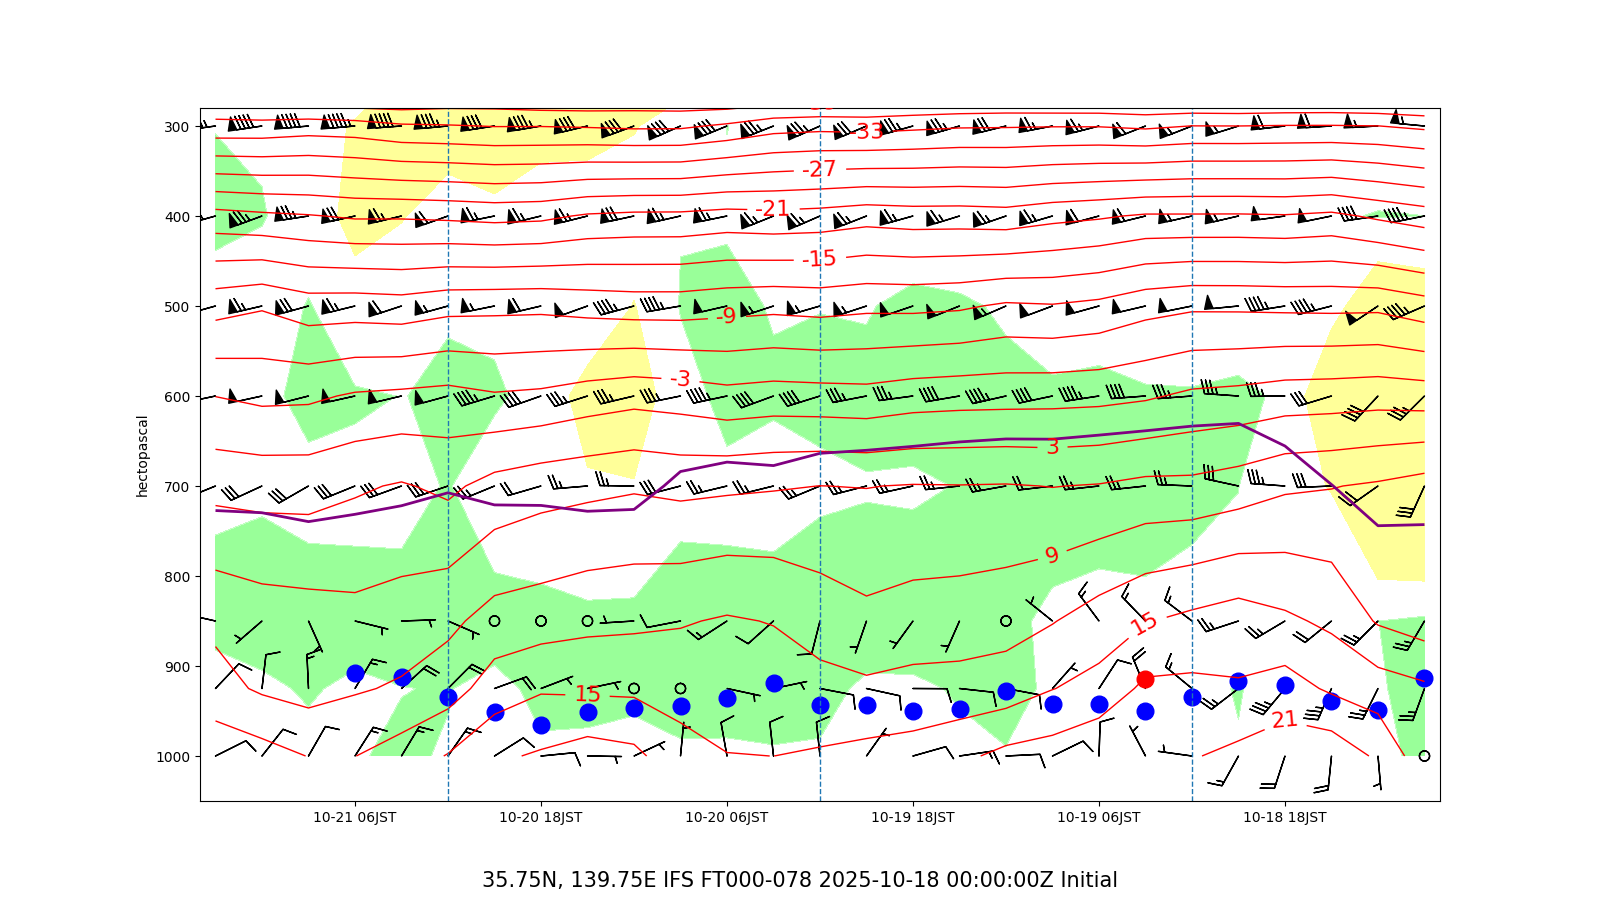 300
400
500
600
700
800
900
1000
hectopascal
-33
-27
-21
-15
-9
-3
3
9
15
15
21
10-21 06JST
10-20 18JST
10-20 06JST
10-19 18JST
10-19 06JST
10-18 18JST
35.75N, 139.75E IFS FT000-078 2025-10-18 00:00:00Z Initial